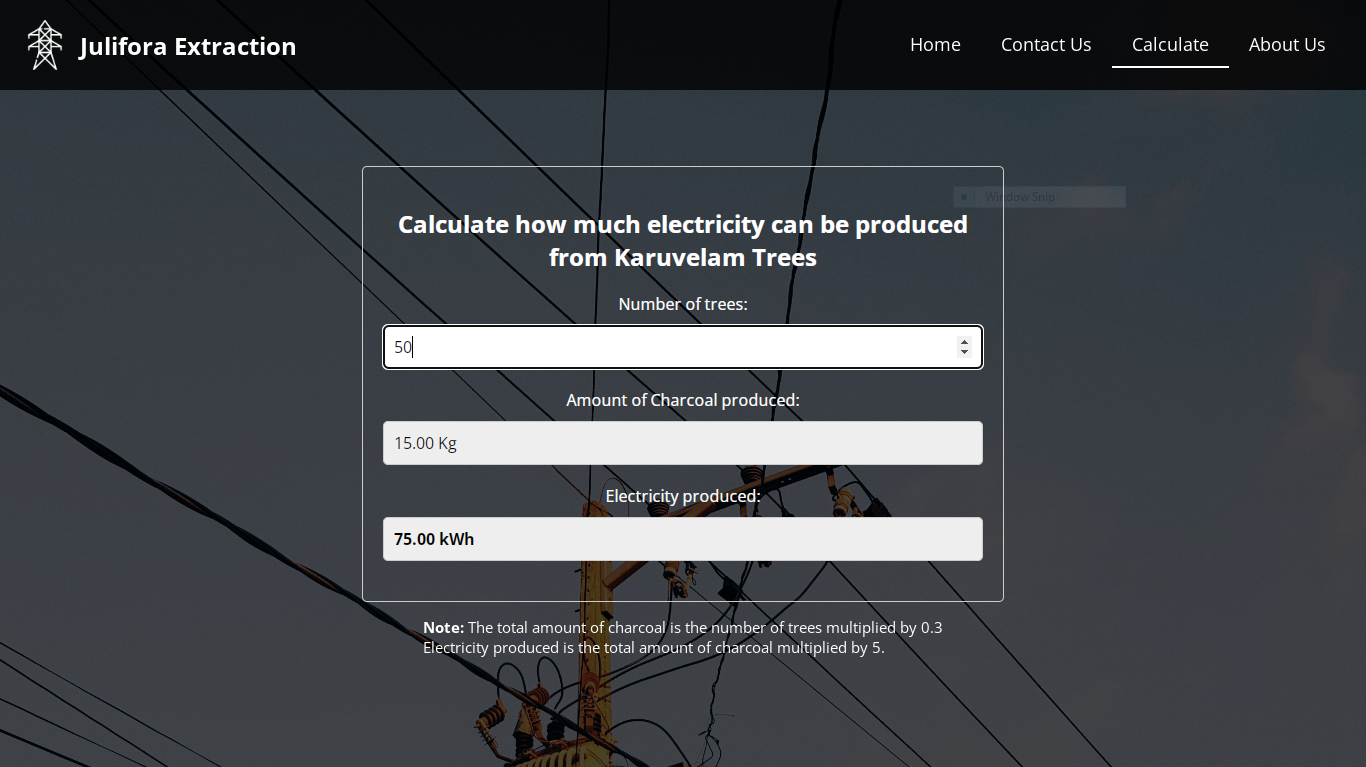 Julifora Extraction
Home
Contact Us
Calculate
About Us
Window Snip
Calculate how much electricity can be produced
from Karuvelam Trees
Number of trees:
50
Amount of Charcoal produced:
15.00 Kg
Electricity produced:
75.00 kWh
Note: The total amount of charcoal is the number of trees multiplied by 0.3
Electricity produced is the total amount of charcoal multiplied by 5.